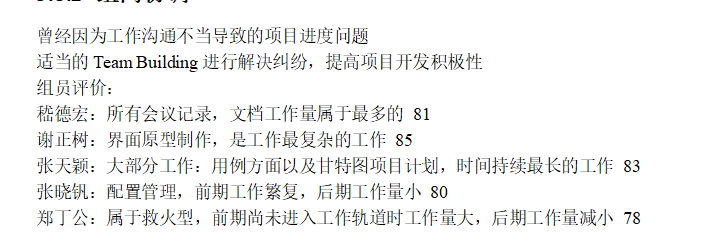 曾经因为工作沟通不当导致的项目进度问题
适当的 Team Building 进行解决纠纷，提高项目开发积极性
组员评价：
嵇德宏：所有会议记录，文档工作量属于最多的 81
谢正树：界面原型制作，是工作最复杂的工作 85
张天颖：大部分工作：用例方面以及甘特图项目计划，时间持续最长的工作 83
张晓钒：配置管理，前期工作繁复，后期工作量小 80
郑丁公：属于救火型，前期尚未进入工作轨道时工作量大，后期工作量减小 78